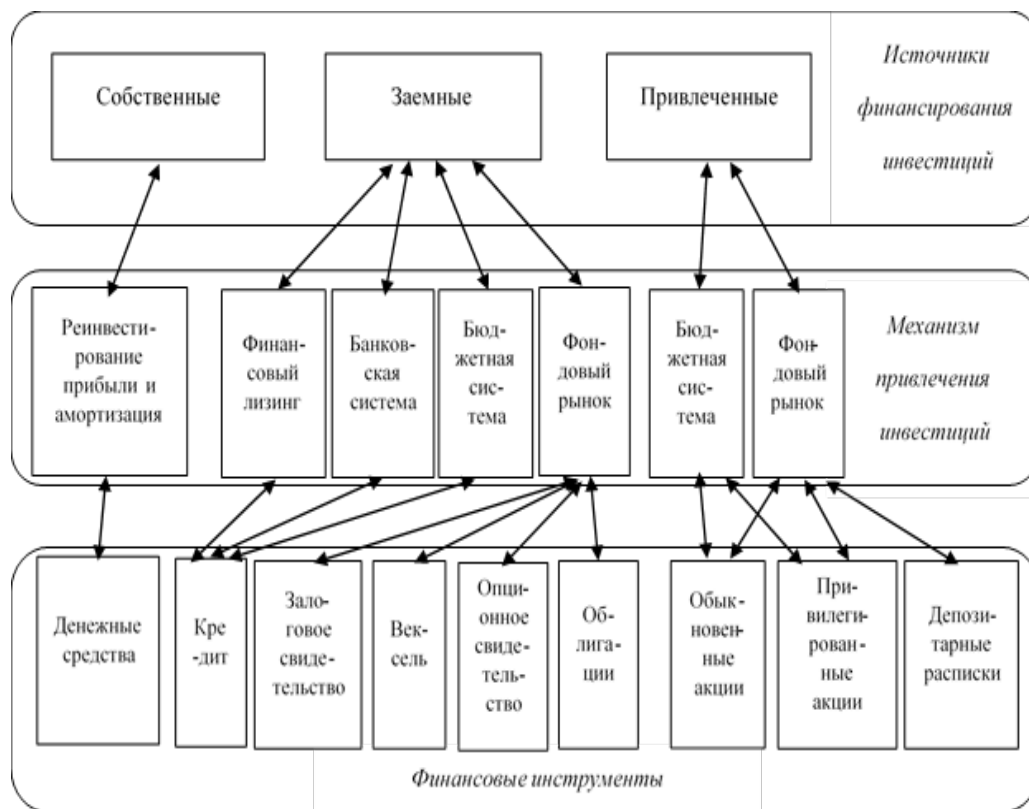 Собственные
Заемные
Привлеченные
Источники
финансирования
инвестиций
Реинвести-
рование
прибыли и
амортизация
Финан-
совый
лизинг
Банков-
ская
система
Бюд-
жетная
сис-
тема
Фон-
довый
рынок
Бюд-
жетная
сис-
тема
Фон-
довый
рынок
Механизм
привлечения
инвестиций
Денежные
средства
Кре
-дит
Зало-
говое
свиде-
тельство
Век-
сель
Опци-
онное
свиде-
тель-
ство
Об-
лига-
ции
Обык-
новен-
ные
акции
При-
вилеги-
рован-
ные
акции
Депози-
тарные
расписки
Финансовые инструменты